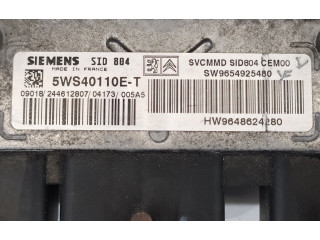 SIEMENS SID 804
MADE IN FRANCE
5WS40110E-T
09018/244612807/04173/005A5
SVCMMD SID804 CEM00
SW9654925480
HW9648624280